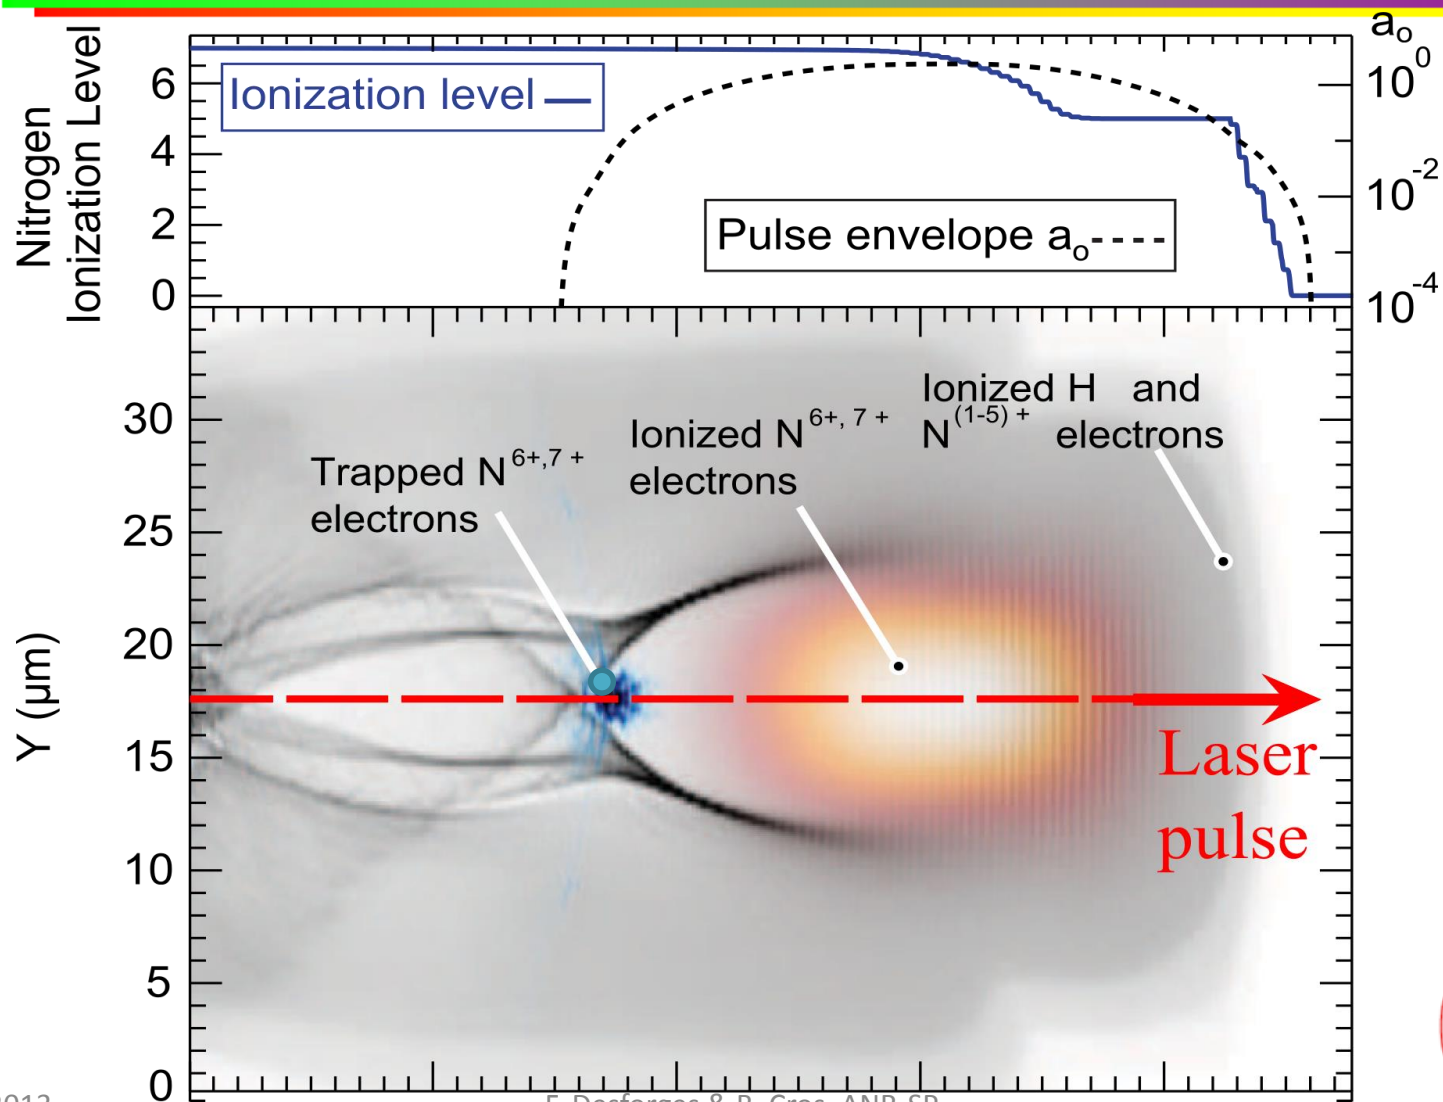 a₀
Nitrogen
Ionization Level
6
4
2
0
Ionization level
Pulse envelope a₀
10⁰
10⁻²
10⁻⁴
Ionized H and
N⁽¹⁻⁵⁾⁺ electrons
Ionized N⁶⁺,⁷⁺
electrons
Trapped N⁶⁺,⁷⁺
electrons
Y (µm)
30
25
20
15
10
5
0
Laser
pulse